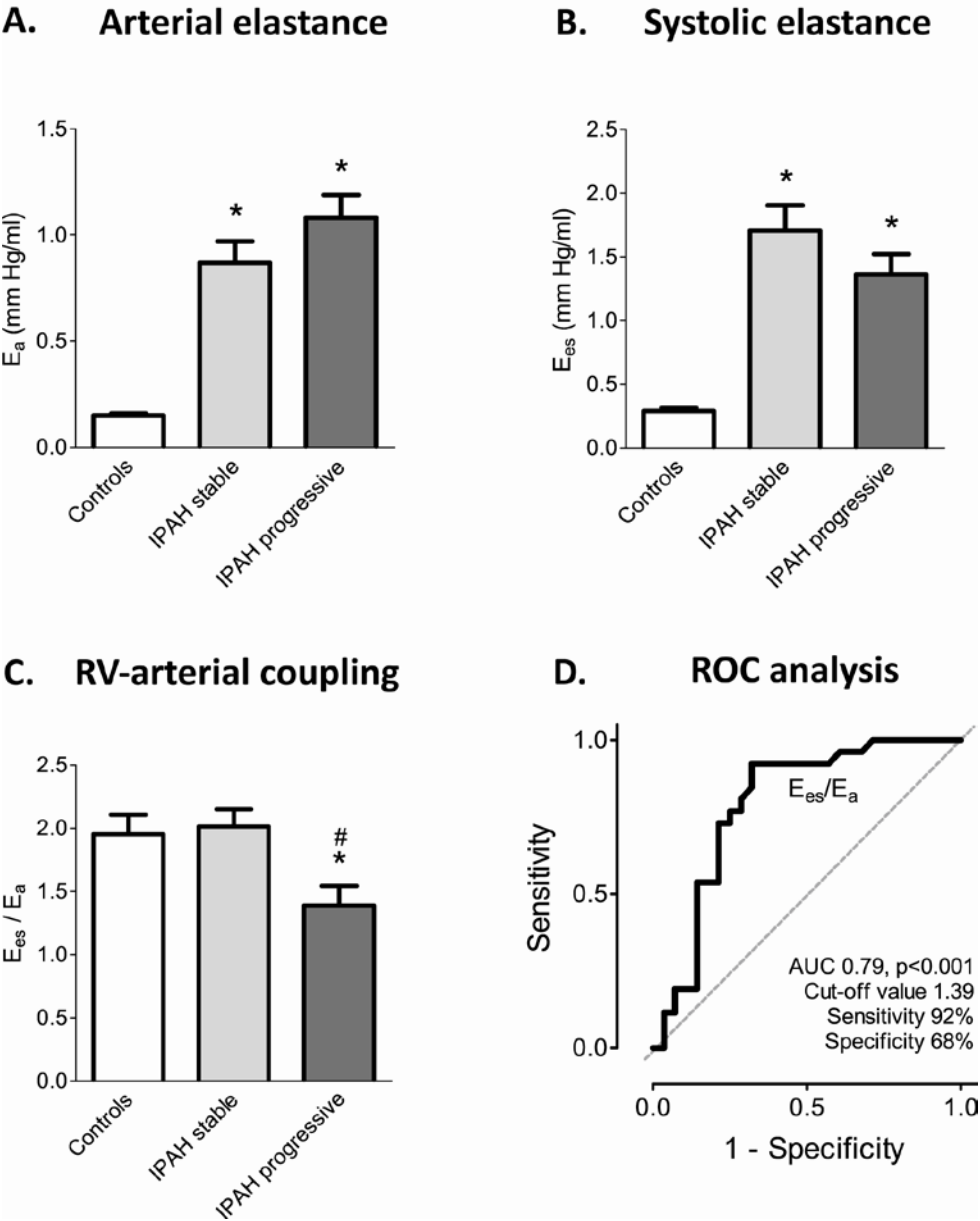 A. Arterial elastance
1.5
1.0
0.5
0.0
Ea (mm Hg/ml)
*
*
Controls
IPAH stable
IPAH progressive
B. Systolic elastance
2.5
2.0
1.5
1.0
0.5
0.0
Ees (mm Hg/ml)
*
*
Controls
IPAH stable
IPAH progressive
C. RV-arterial coupling
2.5
2.0
1.5
1.0
0.5
0.0
Ees / Ea
#
*
Controls
IPAH stable
IPAH progressive
D. ROC analysis
1.0
0.5
0.0
Sensitivity
Ees/Ea
AUC 0.79, p<0.001
Cut-off value 1.39
Sensitivity 92%
Specificity 68%
0.0 0.5 1.0
1 - Specificity